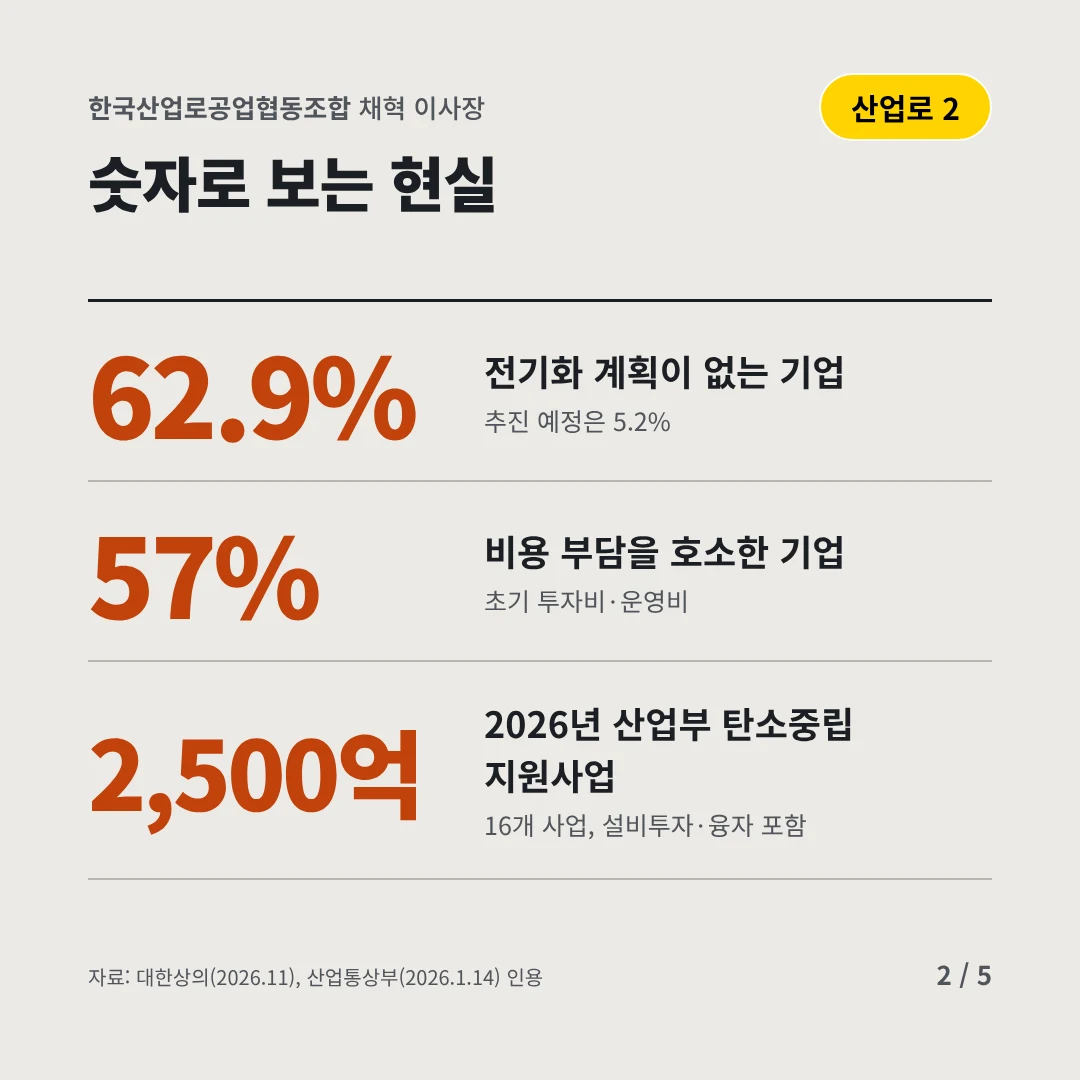 한국산업로공업협동조합 채혁 이사장
산업로 2
숫자로 보는 현실
62.9%
전기화 계획이 없는 기업
추진 예정은 5.2%
57%
비용 부담을 호소한 기업
초기 투자비·운영비
2,500억
2026년 산업부 탄소중립
지원사업
16개 사업, 설비투자·융자 포함
자료: 대한상의(2026.11), 산업통상부(2026.1.14) 인용
2 / 5